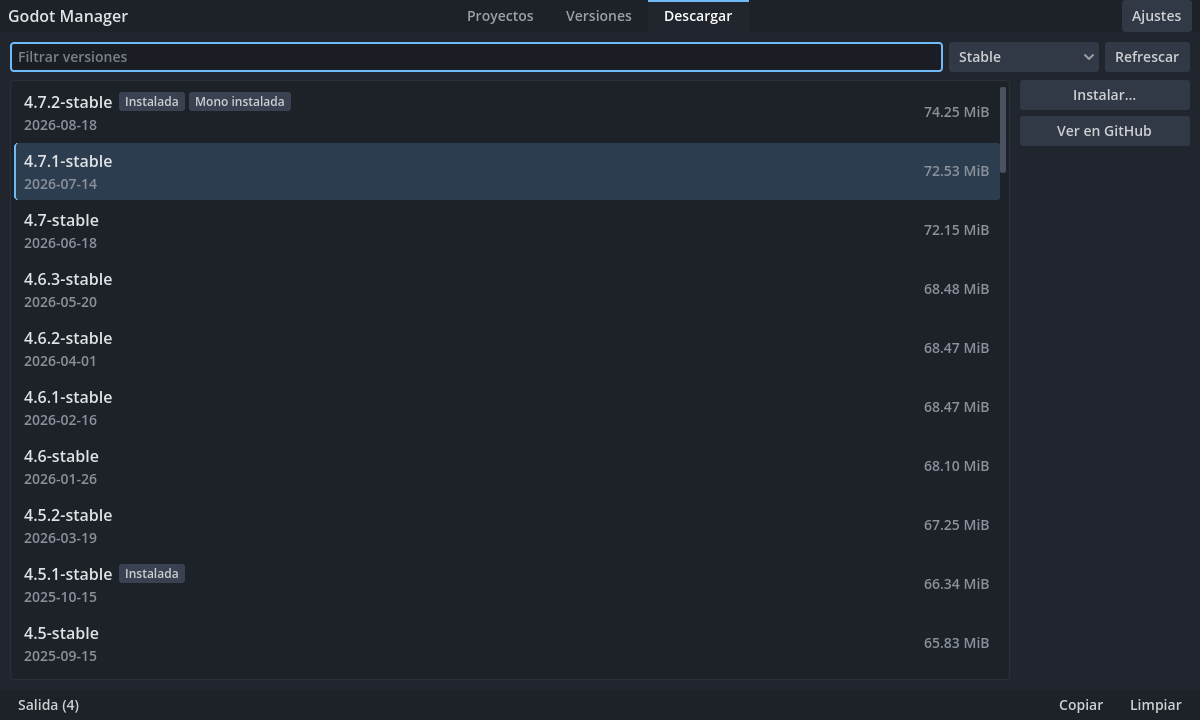 Godot Manager
Proyectos
Versiones
Descargar
Ajustes
Filtrar versiones
Stable
Refrescar
4.7.2-stable Instalada Mono instalada
2026-08-18
74.25 MiB
Instalar...
Ver en GitHub
4.7.1-stable
2026-07-14
72.53 MiB
4.7-stable
2026-06-18
72.15 MiB
4.6.3-stable
2026-05-20
68.48 MiB
4.6.2-stable
2026-04-01
68.47 MiB
4.6.1-stable
2026-02-16
68.47 MiB
4.6-stable
2026-01-26
68.10 MiB
4.5.2-stable
2026-03-19
67.25 MiB
4.5.1-stable Instalada
2025-10-15
66.34 MiB
4.5-stable
2025-09-15
65.83 MiB
Salida (4)
Copiar
Limpiar